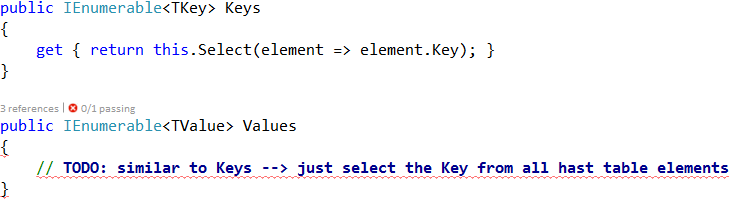 public IEnumerable<TKey> Keys
{
get { return this.Select(element => element.Key); }
}
3 references | 0/1 passing
public IEnumerable<TValue> Values
{
// TODO: similar to Keys --> just select the Key from all hast table elements
}